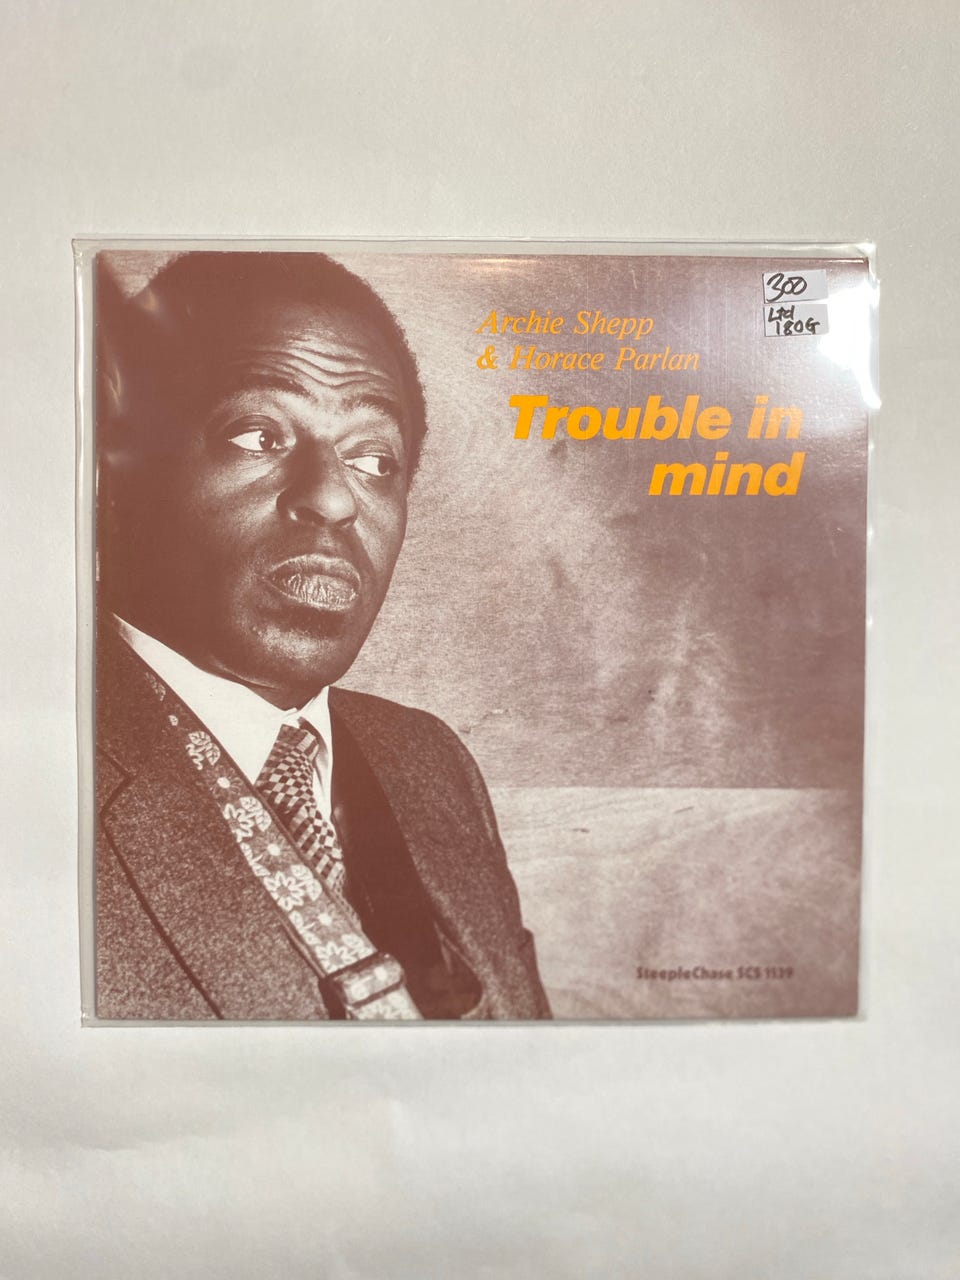 300
Ltd
180G
Archie Shepp
& Horace Parlan
Trouble in
mind
SteepleChase SCS 1139